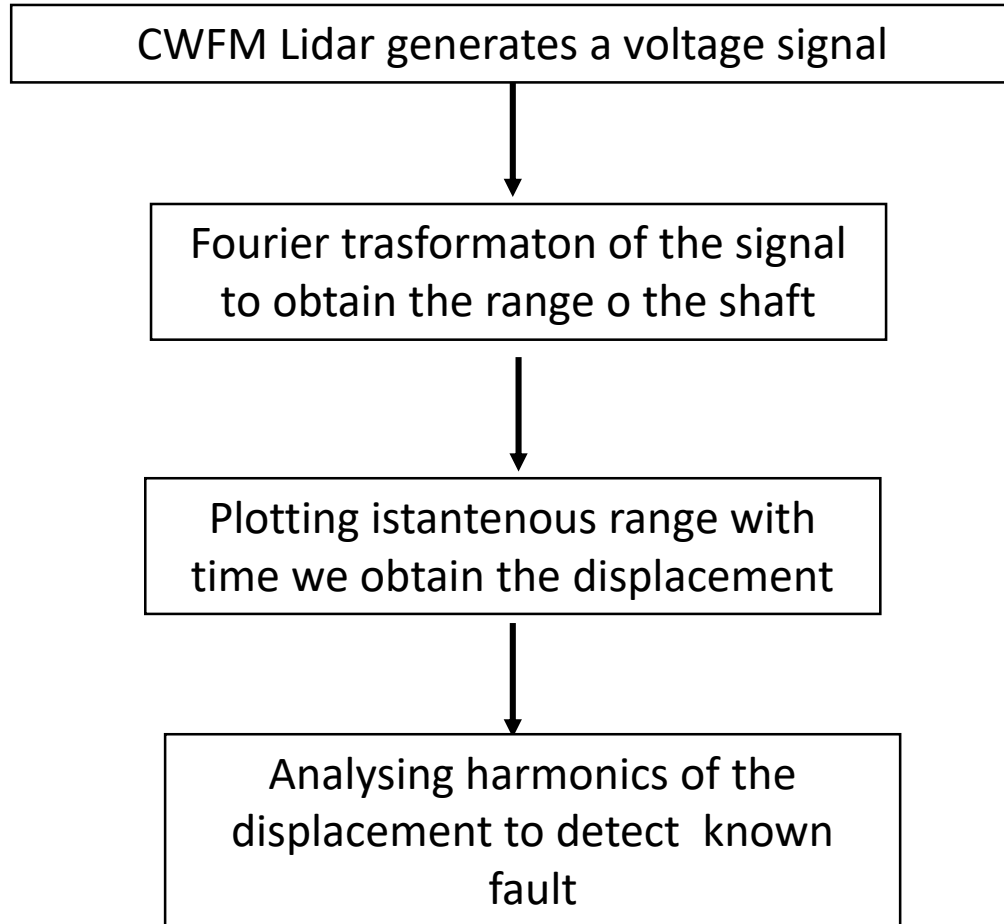 CWFM Lidar generates a voltage signal
Fourier trasformaton of the signal
to obtain the range o the shaft
Plotting istantenous range with
time we obtain the displacement
Analysing harmonics of the
displacement to detect  known
fault